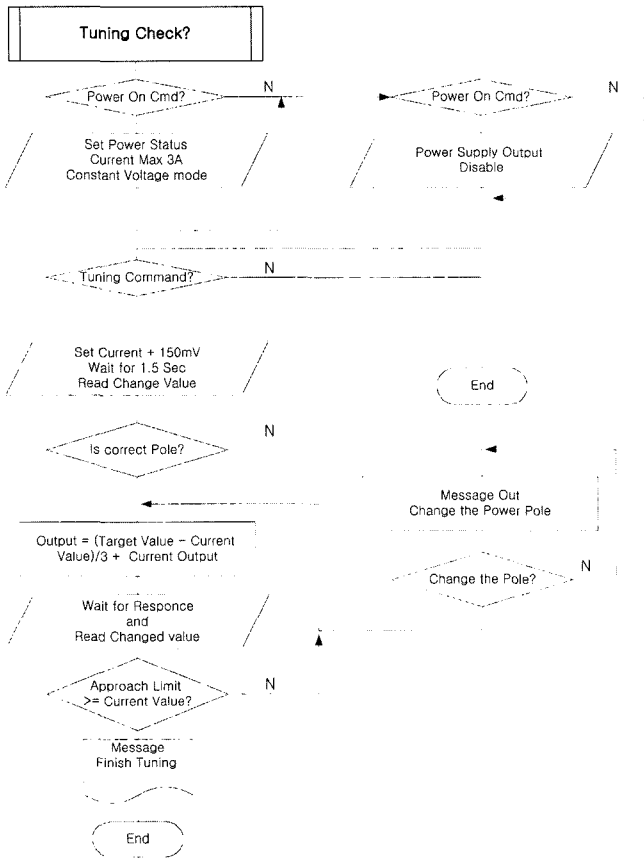 Tuning Check?
Power On Cmd?
N
Set Power Status
Current Max 3A
Constant Voltage mode
Power On Cmd?
N
Power Supply Output
Disable
Tuning Command?
N
Set Current + 150mV
Wait for 1.5 Sec
Read Change Value
End
Is correct Pole?
N
Message Out
Change the Power Pole
Output = (Target Value - Current
Value)/3 + Current Output
Change the Pole?
N
Wait for Responce
and
Read Changed value
Approach Limit
>= Current Value?
N
Message
Finish Tuning
End